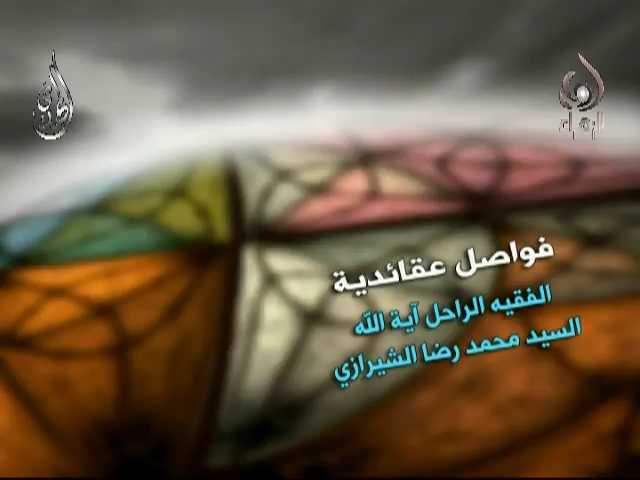 فواصل عقائدية
الفقيه الراحل آية الله
السيد محمد رضا الشيرازي